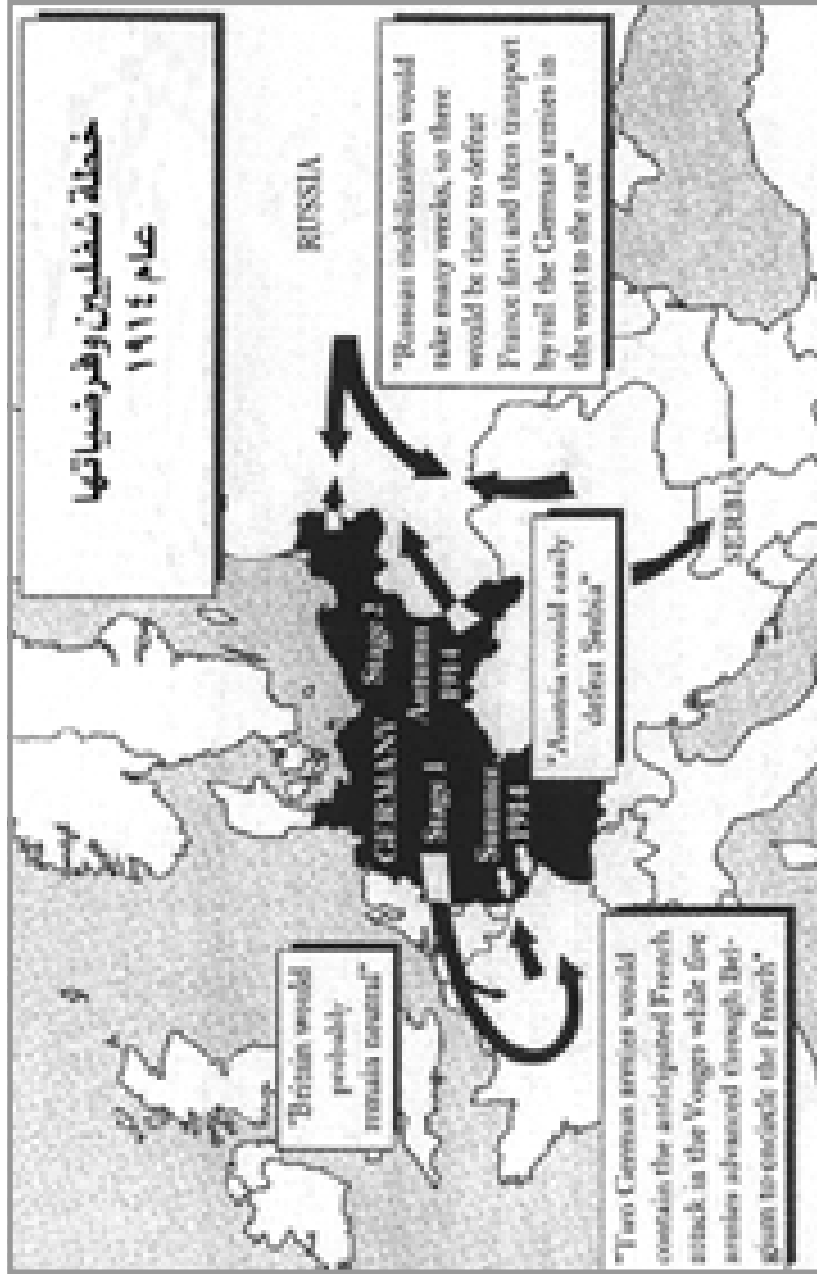 خطة شفليين وفرضياتها
عام ١٩١٤
RUSSIA
"Russian mobilization would
take many weeks, so there
would be time to defeat
France first and then transport
by rail the German armies in
the west to the east"
GERMANY
Stage 2
Autumn
1914
Stage 1
Summer
1914
"Britain would
probably
remain neutral"
"Austria would easily
defeat Serbia"
SERBIA
"Two German armies would
contain the anticipated French
attack in the Vosges while five
armies advanced through Bel-
gium to encircle the French"